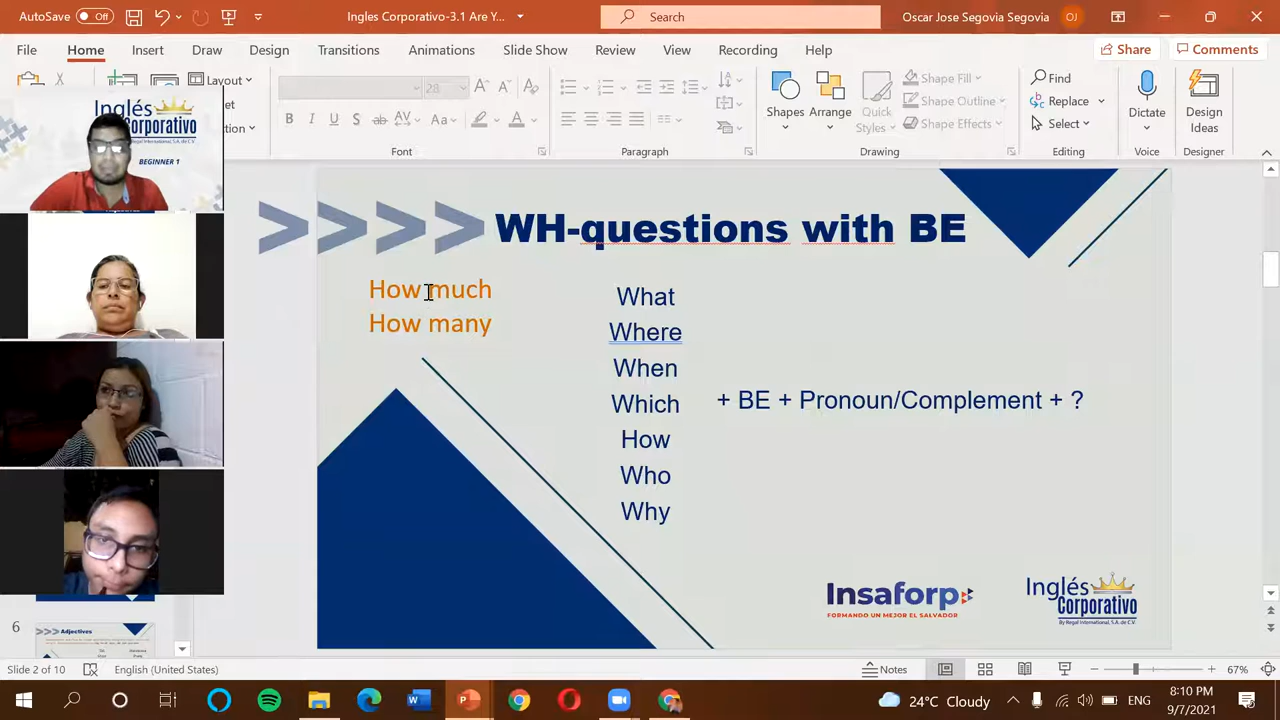 AutoSave Off
Ingles Corporativo-3.1 Are Y...
Search
Oscar Jose Segovia Segovia
OJ
File Home Insert Draw Design Transitions Animations Slide Show Review View Recording Help
Share
Comments
Layout
Shapes
Arrange
Quick Styles
Shape Fill
Shape Outline
Shape Effects
Find
Replace
Select
Dictate
Design Ideas
Font
Paragraph
Drawing
Editing
Voice
Designer
Inglés
Corporativo
By Regal International, S.A. de C.V.
BEGINNER 1
>>>> WH-questions with BE
How much
How many
What
Where
When
Which
How
Who
Why
+ BE + Pronoun/Complement + ?
Insaforp
FORMANDO UN MEJOR EL SALVADOR
Inglés
Corporativo
By Regal International, S.A. de C.V.
6
Adjectives
Slide 2 of 10
English (United States)
Notes
67%
24°C Cloudy
ENG
8:10 PM
9/7/2021